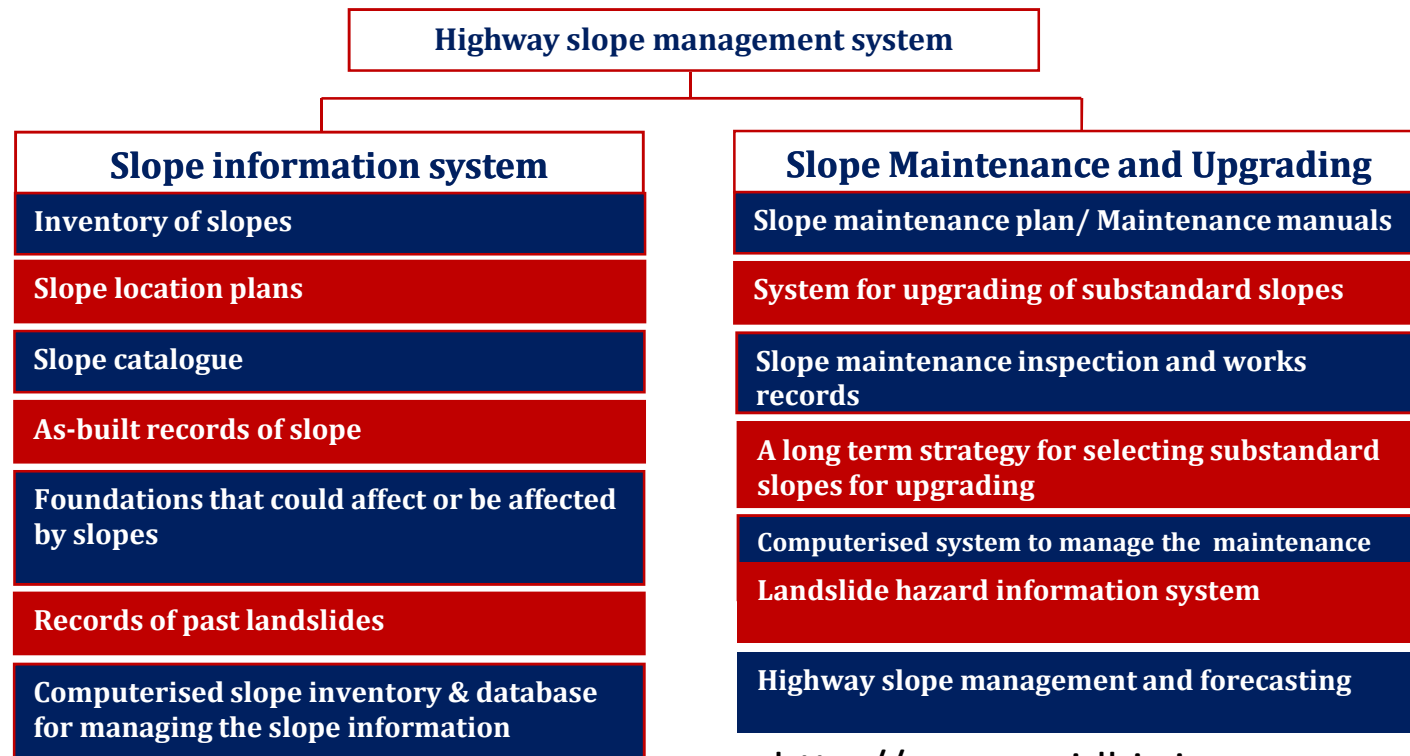 Highway slope management system
Slope information system
Inventory of slopes
Slope location plans
Slope catalogue
As-built records of slope
Foundations that could affect or be affected
by slopes
Records of past landslides
Computerised slope inventory & database
for managing the slope information
Slope Maintenance and Upgrading
Slope maintenance plan/ Maintenance manuals
System for upgrading of substandard slopes
Slope maintenance inspection and works
records
A long term strategy for selecting substandard
slopes for upgrading
Computerised system to manage the maintenance
Landslide hazard information system
Highway slope management and forecasting